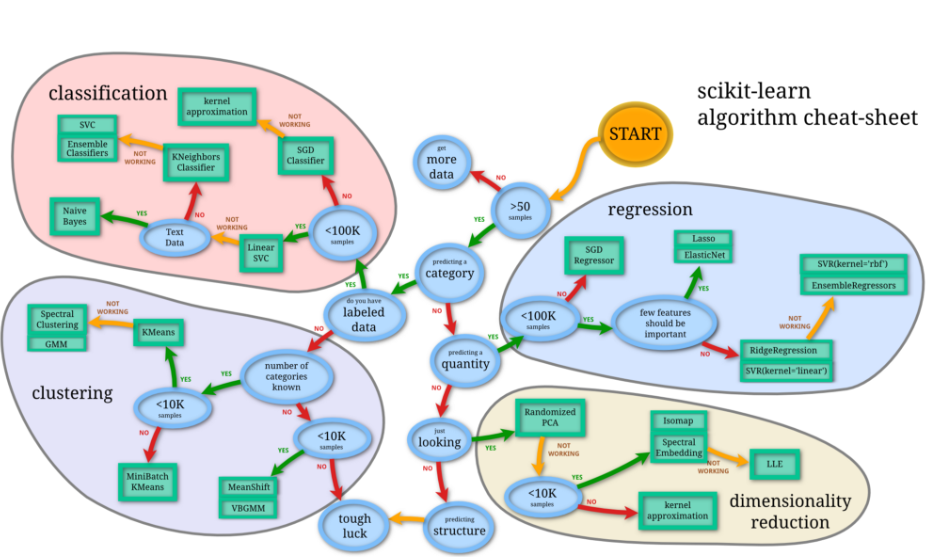 scikit-learn
algorithm cheat-sheet
START
get
more
data
NO
>50
samples
YES
predicting a
category
YES
NO
do you have
labeled
data
YES
NO
predicting a
quantity
YES
NO
just
looking
YES
NO
predicting
structure
tough
luck
classification
kernel
approximation
NOT
WORKING
SGD
Classifier
NO
<100K
samples
YES
Linear
SVC
NOT
WORKING
Text
Data
YES
NO
Naive
Bayes
KNeighbors
Classifier
NOT
WORKING
SVC
Ensemble
Classifiers
regression
<100K
samples
NO
YES
SGD
Regressor
few features
should be
important
YES
NO
Lasso
ElasticNet
RidgeRegression
SVR(kernel='linear')
NOT
WORKING
SVR(kernel='rbf')
EnsembleRegressors
clustering
number of
categories
known
YES
NO
<10K
samples
YES
NO
KMeans
NOT
WORKING
Spectral
Clustering
GMM
MiniBatch
KMeans
<10K
samples
YES
NO
MeanShift
VBGMM
dimensionality
reduction
Randomized
PCA
NOT
WORKING
<10K
samples
YES
NO
Isomap
Spectral
Embedding
NOT
WORKING
LLE
kernel
approximation